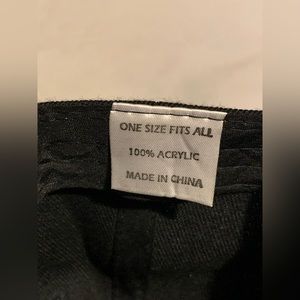 ONE SIZE FITS ALL
100% ACRYLIC
MADE IN CHINA